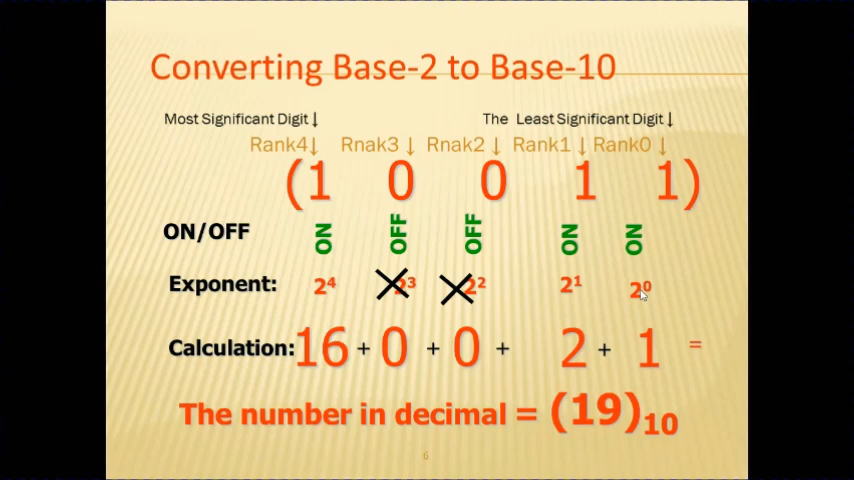 Converting Base-2 to Base-10
Most Significant Digit↓ The Least Significant Digit↓
Rank4↓ Rnak3↓ Rnak2↓ Rank1↓ Rank0↓
(1 0 0 1 1)
ON/OFF ON OFF OFF ON ON
Exponent: 2⁴ 2³ 2² 2¹ 2⁰
Calculation: 16 + 0 + 0 + 2 + 1 =
The number in decimal = (19)₁₀
6